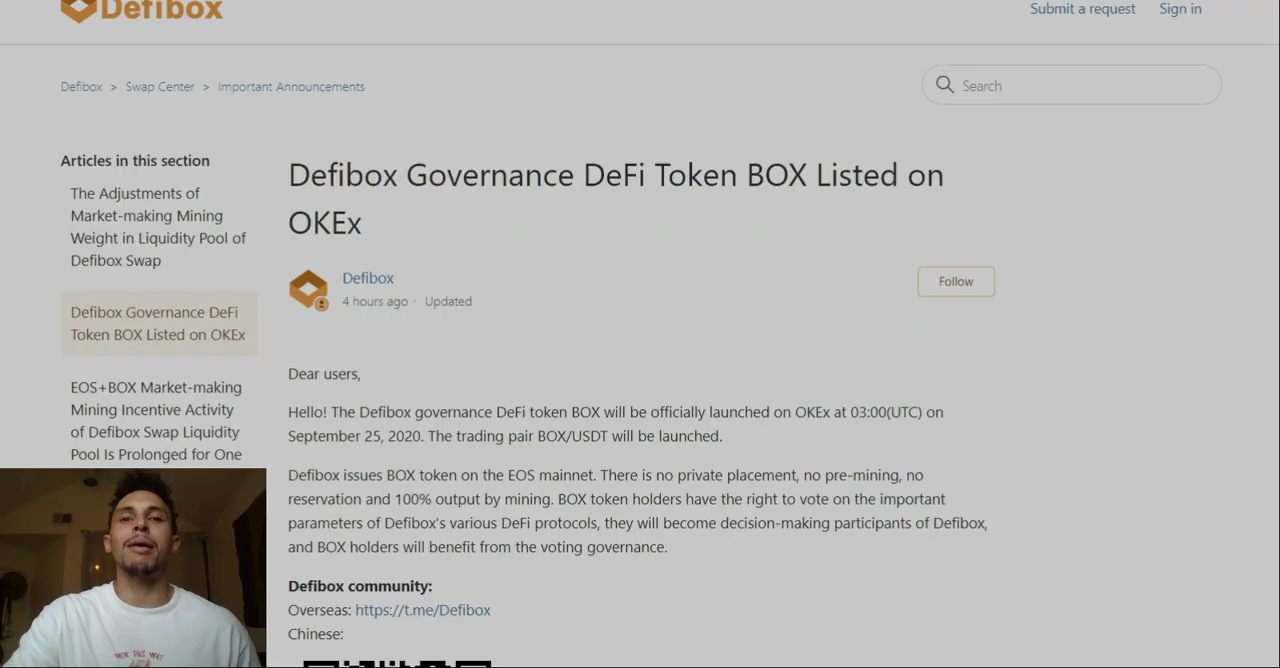 Defibox
Submit a request
Sign in
Defibox > Swap Center > Important Announcements
Search
Articles in this section
The Adjustments of
Market-making Mining
Weight in Liquidity Pool of
Defibox Swap
Defibox Governance DeFi
Token BOX Listed on OKEx
EOS+BOX Market-making
Mining Incentive Activity
of Defibox Swap Liquidity
Pool Is Prolonged for One
Defibox Governance DeFi Token BOX Listed on
OKEx
Defibox
4 hours ago · Updated
Follow
Dear users,
Hello! The Defibox governance DeFi token BOX will be officially launched on OKEx at 03:00(UTC) on
September 25, 2020. The trading pair BOX/USDT will be launched.
Defibox issues BOX token on the EOS mainnet. There is no private placement, no pre-mining, no
reservation and 100% output by mining. BOX token holders have the right to vote on the important
parameters of Defibox's various DeFi protocols, they will become decision-making participants of Defibox,
and BOX holders will benefit from the voting governance.
Defibox community:
Overseas: https://t.me/Defibox
Chinese: